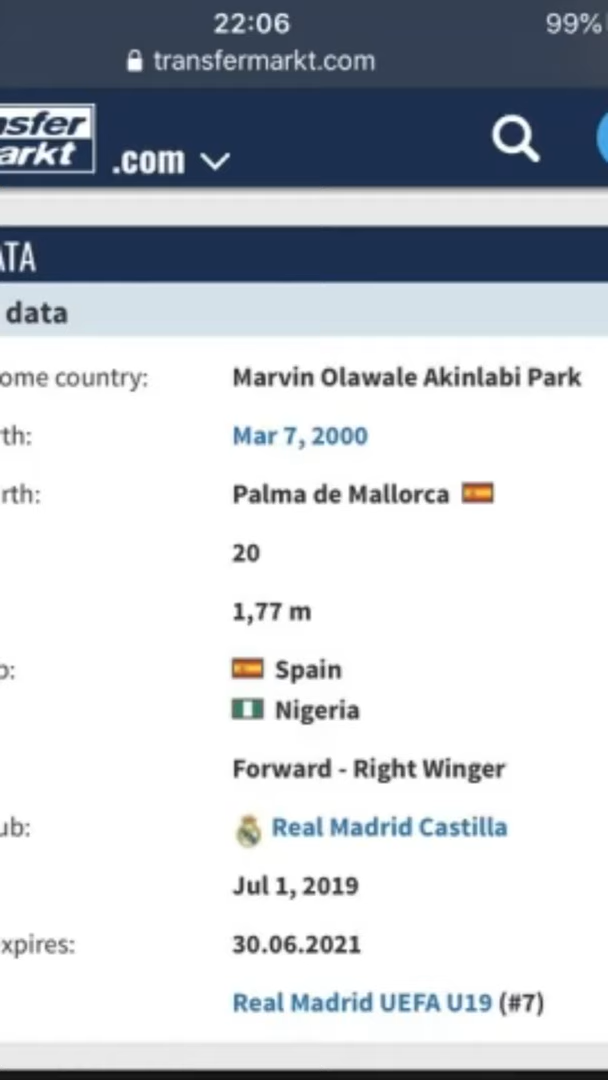 22:06 99%
transfermarkt.com
nsfer
arkt .com
ATA
data
ome country: Marvin Olawale Akinlabi Park
rth: Mar 7, 2000
rth: Palma de Mallorca
20
1,77 m
p: Spain
Nigeria
Forward - Right Winger
ub: Real Madrid Castilla
Jul 1, 2019
xpires: 30.06.2021
Real Madrid UEFA U19 (#7)